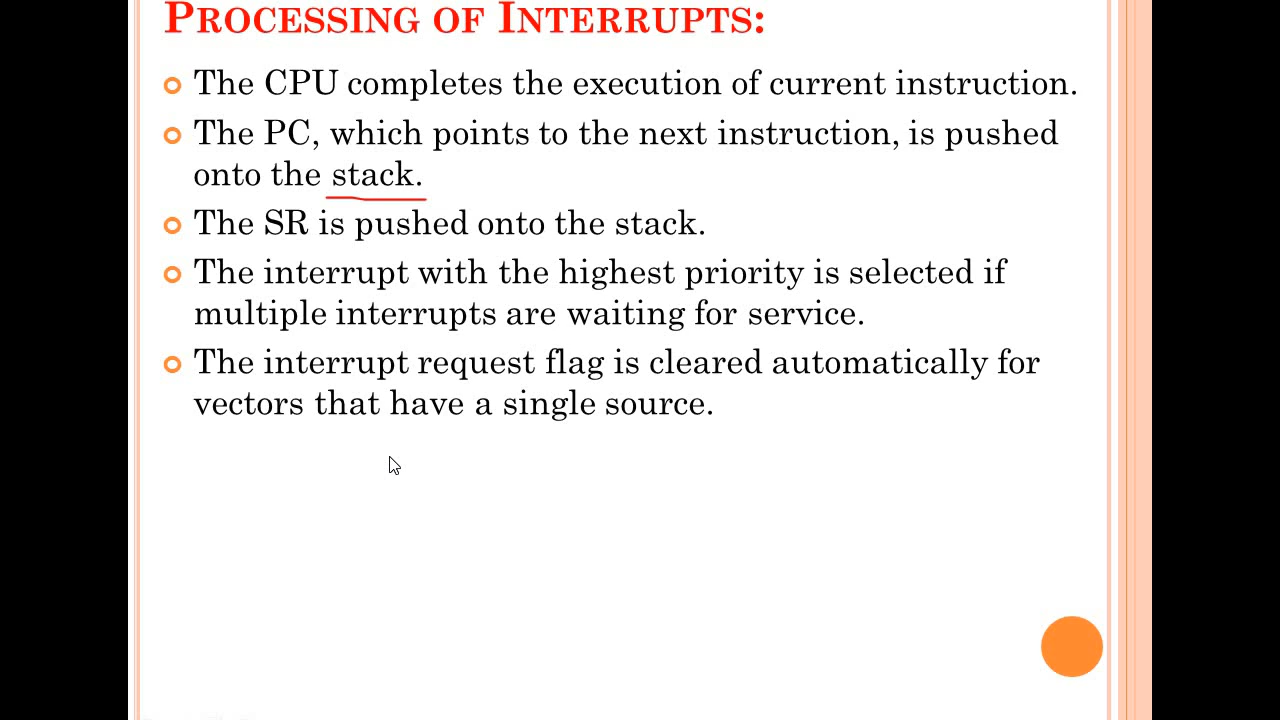 PROCESSING OF INTERRUPTS:
The CPU completes the execution of current instruction.
The PC, which points to the next instruction, is pushed
onto the stack.
The SR is pushed onto the stack.
The interrupt with the highest priority is selected if
multiple interrupts are waiting for service.
The interrupt request flag is cleared automatically for
vectors that have a single source.